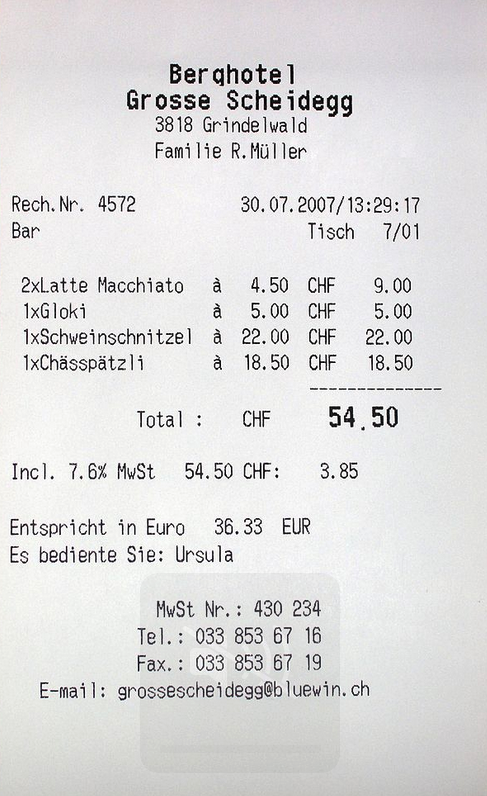 Berghotel
Grosse Scheidegg
3818 Grindelwald
Familie R.Müller
Rech.Nr. 4572 30.07.2007/13:29:17
Bar Tisch 7/01
2xLatte Macchiato à 4.50 CHF 9.00
1xGloki à 5.00 CHF 5.00
1xSchweinschnitzel à 22.00 CHF 22.00
1xChässpätzli à 18.50 CHF 18.50
Total : CHF 54.50
Incl. 7.6% MwSt 54.50 CHF: 3.85
Entspricht in Euro 36.33 EUR
Es bediente Sie: Ursula
MwSt Nr.: 430 234
Tel.: 033 853 67 16
Fax.: 033 853 67 19
E-mail: grossescheidegg@bluewin.ch